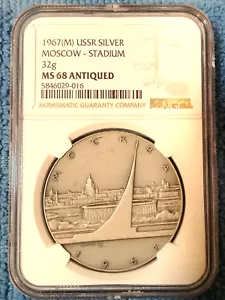 1967(M) USSR SILVER
MOSCOW - STADIUM
32g
MS 68 ANTIQUED
5846029-016
NUMISMATIC GUARANTY COMPANY
NGC
МОСКВА
1967